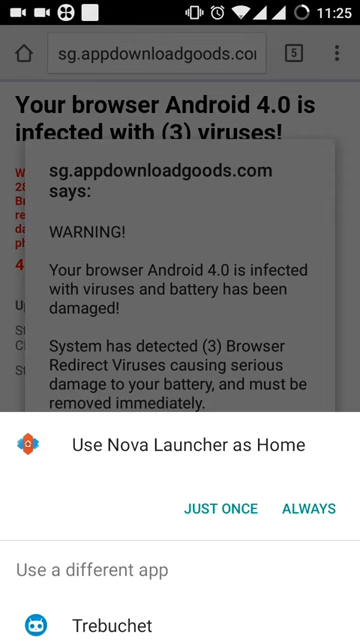 11:25
sg.appdownloadgoods.co
5
Your browser Android 4.0 is
infected with (3) viruses!
sg.appdownloadgoods.com
says:
WARNING!
Your browser Android 4.0 is infected
with viruses and battery has been
damaged!
System has detected (3) Browser
Redirect Viruses causing serious
damage to your battery, and must be
removed immediately.
Use Nova Launcher as Home
JUST ONCE
ALWAYS
Use a different app
Trebuchet